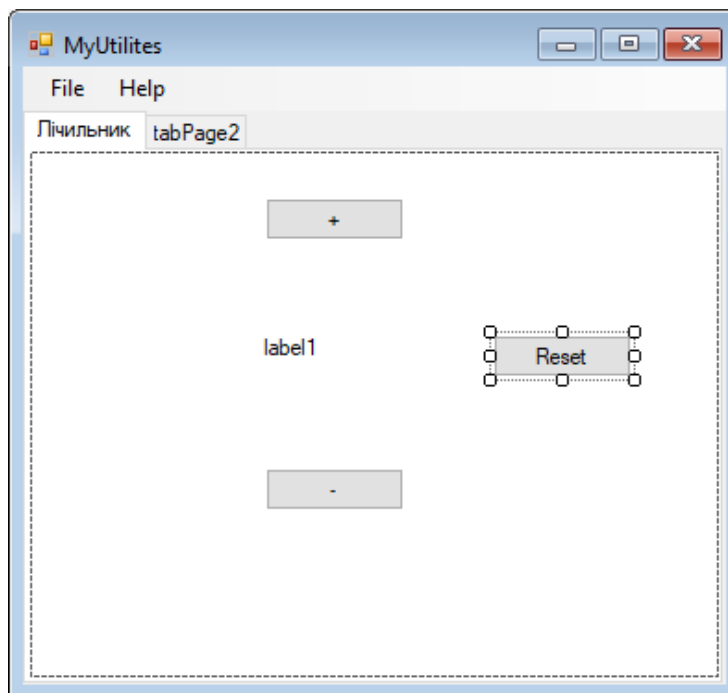 MyUtilites
File Help
Лічильник tabPage2
+
label1
Reset
-